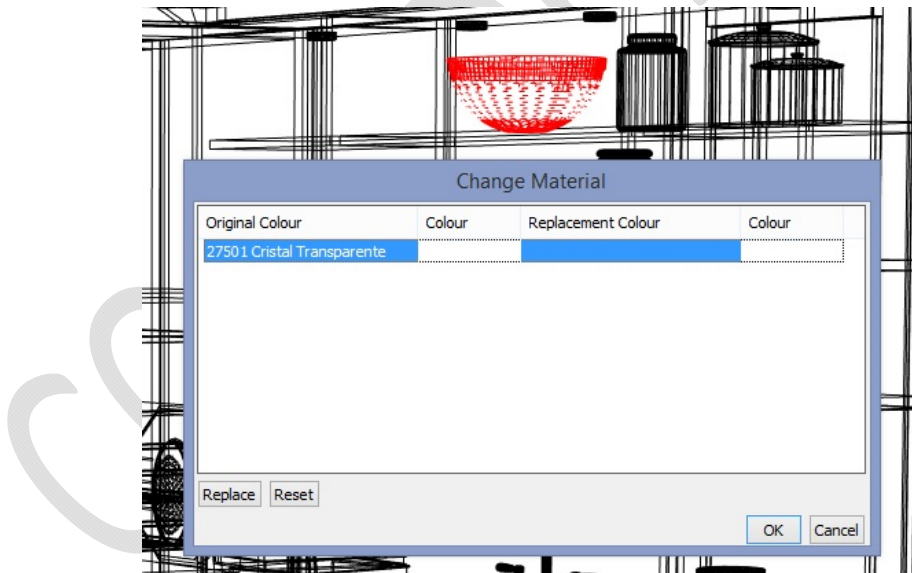 Change Material
Original Colour Colour Replacement Colour Colour
27501 Cristal Transparente
Replace Reset
OK Cancel